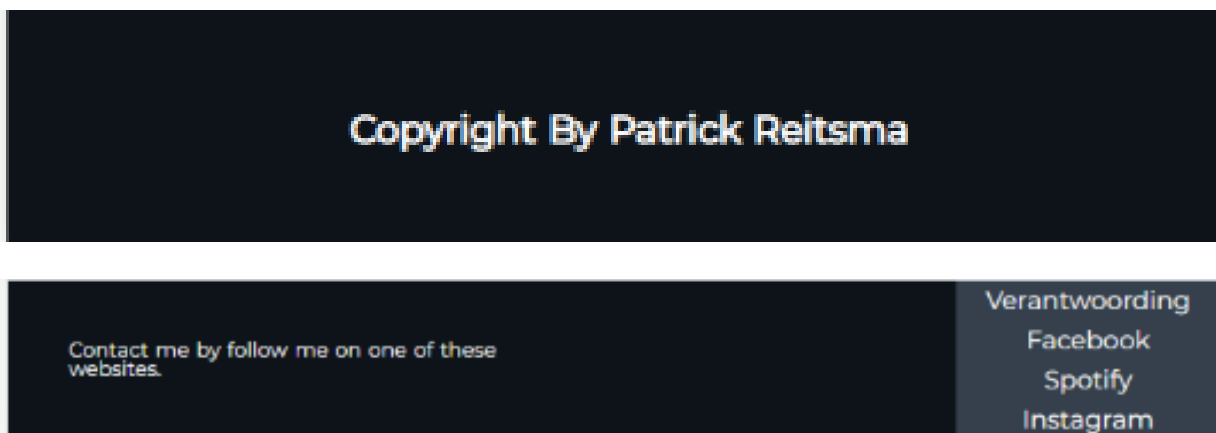 Copyright By Patrick Reitsma
Contact me by follow me on one of these
websites.
Verantwoording
Facebook
Spotify
Instagram